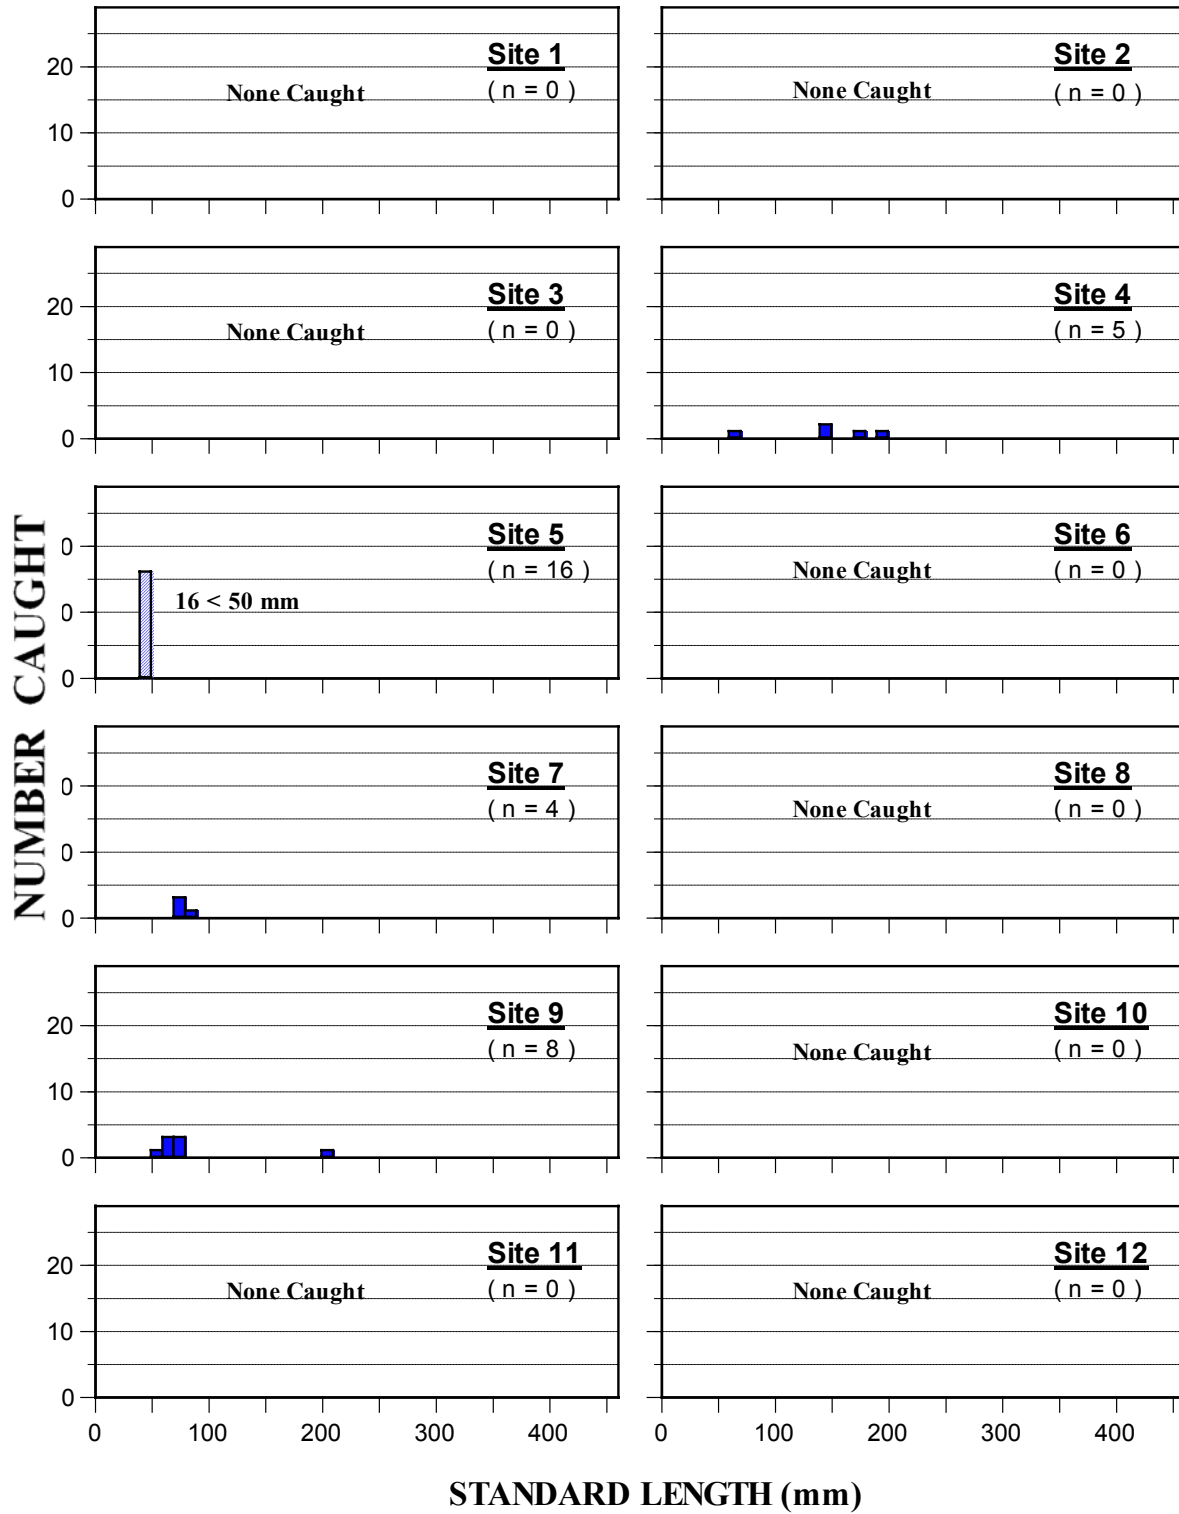 Site 1
( n = 0 )
None Caught
20
10
0
Site 2
( n = 0 )
None Caught
Site 3
( n = 0 )
None Caught
20
10
0
Site 4
( n = 5 )
Site 5
( n = 16 )
16 < 50 mm
0
0
0
Site 6
( n = 0 )
None Caught
Site 7
( n = 4 )
0
0
0
Site 8
( n = 0 )
None Caught
Site 9
( n = 8 )
20
10
0
Site 10
( n = 0 )
None Caught
Site 11
( n = 0 )
None Caught
20
10
0
0 100 200 300 400
Site 12
( n = 0 )
None Caught
0 100 200 300 400
NUMBER CAUGHT
STANDARD LENGTH (mm)